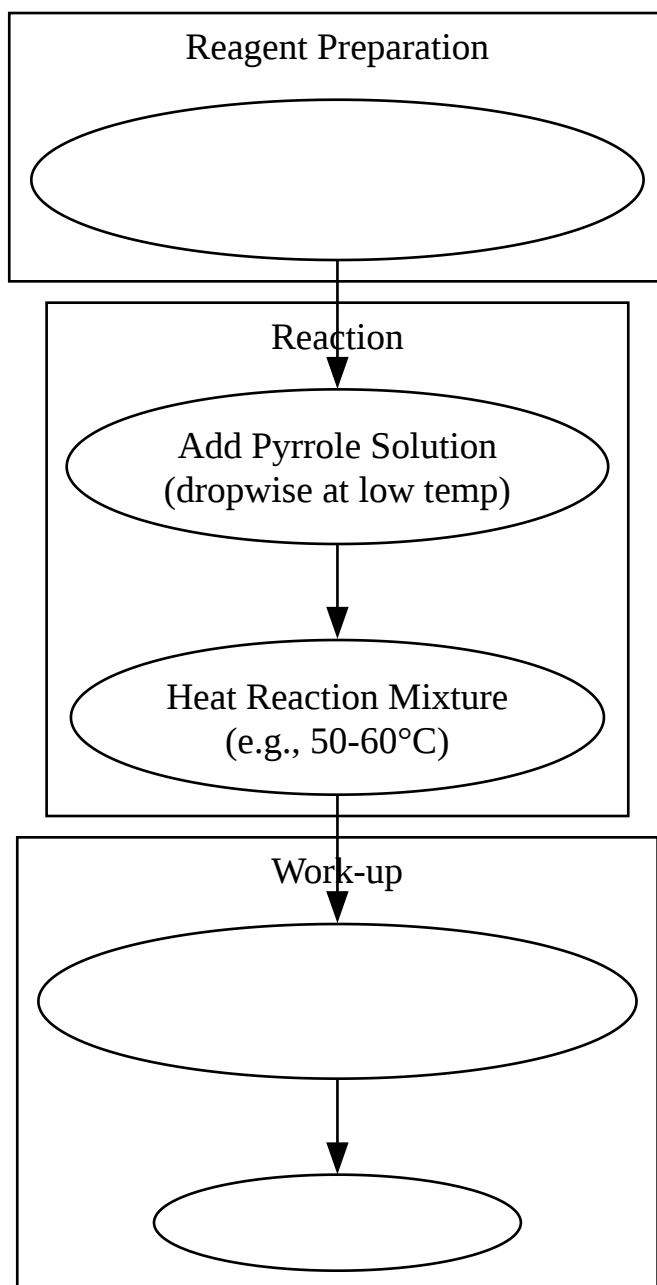 Reagent Preparation
Reaction
Add Pyrrole Solution
(dropwise at low temp)
Heat Reaction Mixture
(e.g., 50-60°C)
Work-up